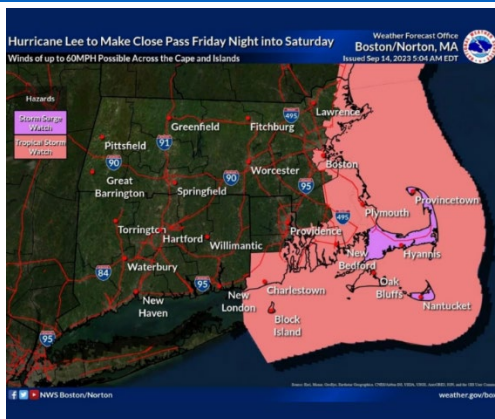 Hurricane Lee to Make Close Pass Friday Night into Saturday
Winds of up to 60MPH Possible Across the Cape and Islands
Weather Forecast Office
Boston/Norton, MA
Issued Sep 14, 2023 5:04 AM EDT
Hazards
Storm Surge
Watch
Tropical Storm
Watch
Greenfield
Fitchburg
495
Lawrence
Pittsfield
91
90
Great
Barrington
Springfield
90
Worcester
Boston
95
Provincetown
Plymouth
495
Torrington
Hartford
Willimantic
Providence
New
Bedford
Hyannis
Waterbury
84
Oak
Bluffs
Nantucket
New
Haven
95
New
London
Charlestown
Block
Island
95
NWS Boston/Norton